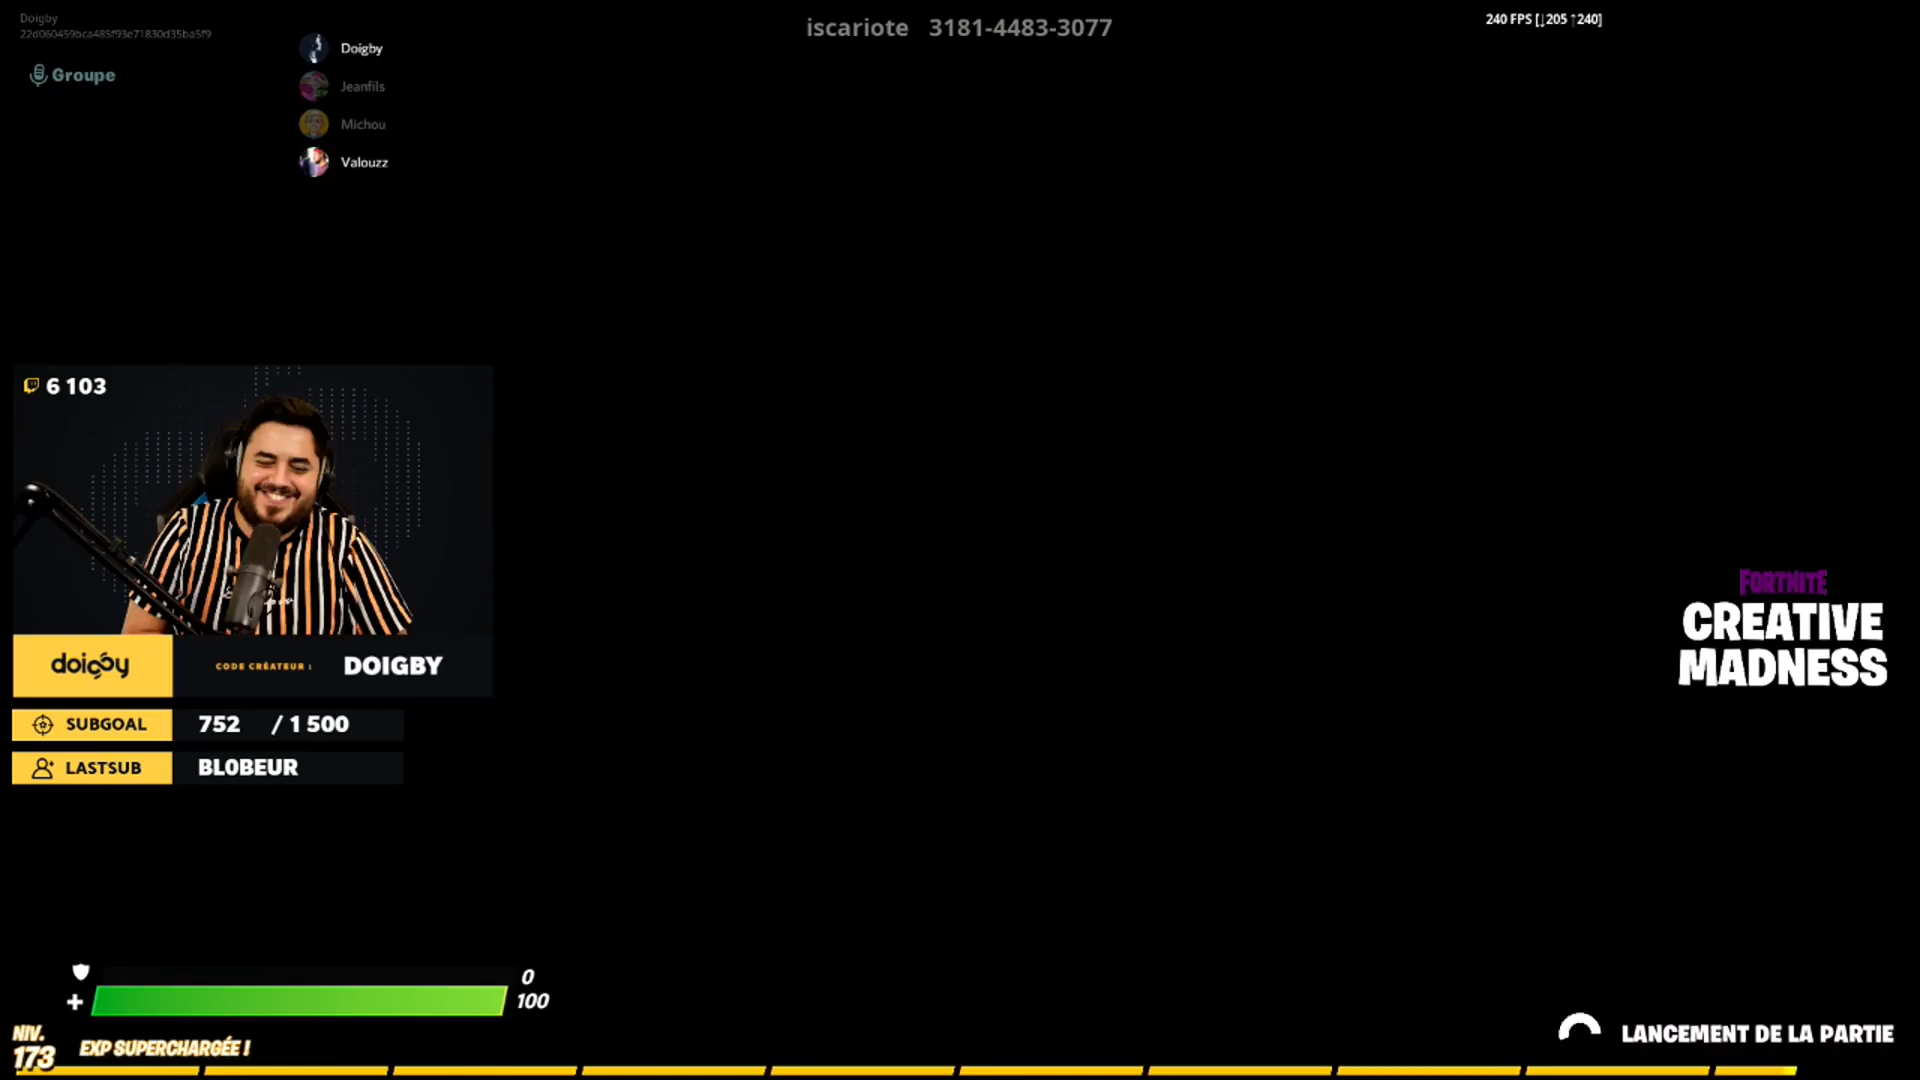 Doigby
22d060459bca485f93e71830d35ba5f9
iscariote 3181-4483-3077
240 FPS [↓205 ↑240]
Groupe
Doigby
Jeanfils
Michou
Valouzz
6 103
doigby
CODE CRÉATEUR :
DOIGBY
SUBGOAL
752 / 1 500
LASTSUB
BL0BEUR
FORTNITE
CREATIVE
MADNESS
0
100
NIV.
173
EXP SUPERCHARGÉE !
LANCEMENT DE LA PARTIE